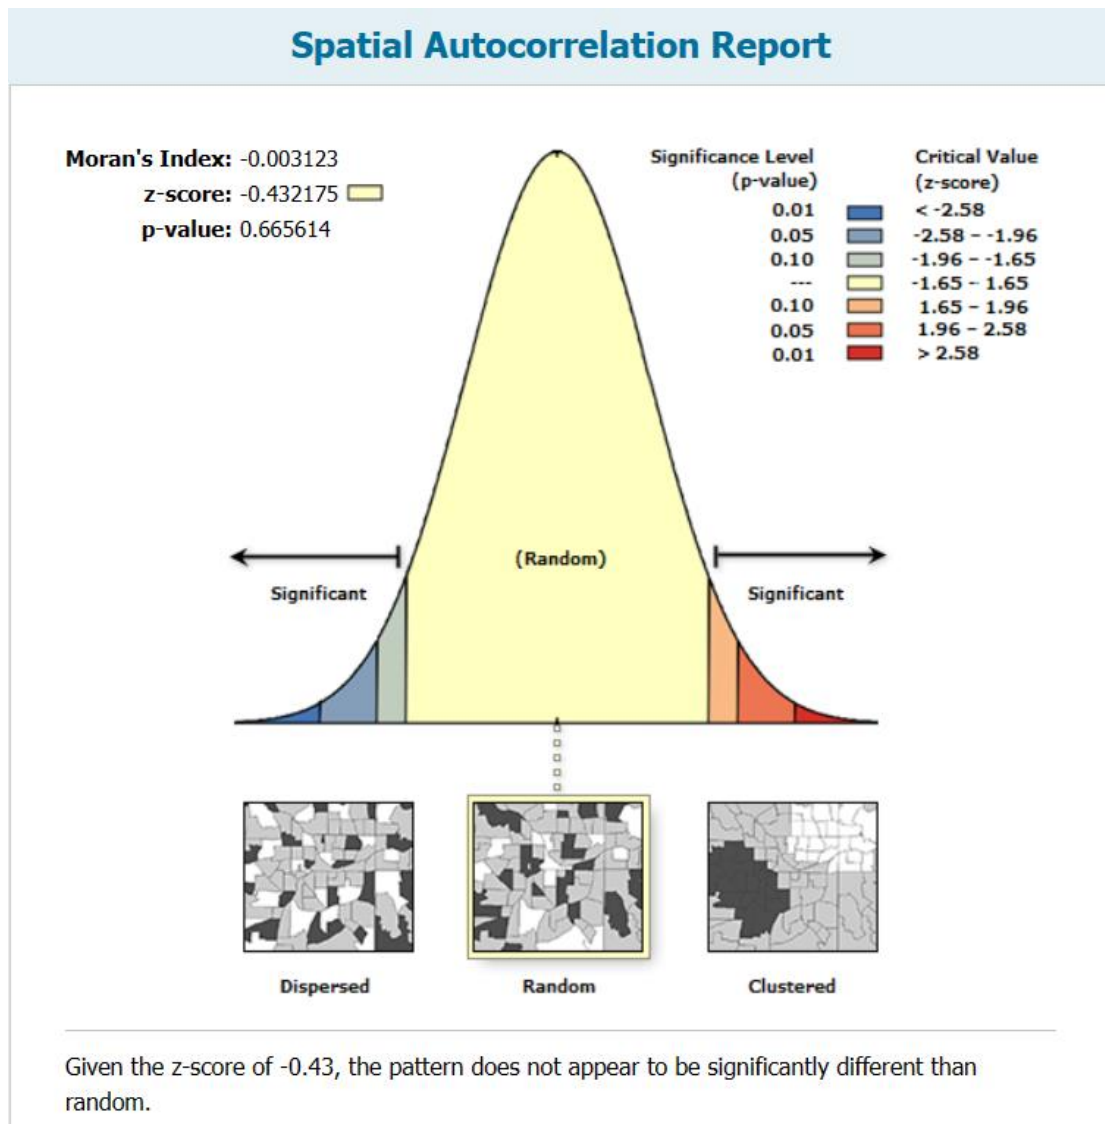 Spatial Autocorrelation Report
Moran's Index: -0.003123
z-score: -0.432175
p-value: 0.665614
Significance Level
(p-value)
Critical Value
(z-score)
0.01 < -2.58
0.05 -2.58 – -1.96
0.10 -1.96 – -1.65
--- -1.65 – 1.65
0.10 1.65 – 1.96
0.05 1.96 – 2.58
0.01 > 2.58
(Random)
Significant
Significant
Dispersed
Random
Clustered
Given the z-score of -0.43, the pattern does not appear to be significantly different than
random.